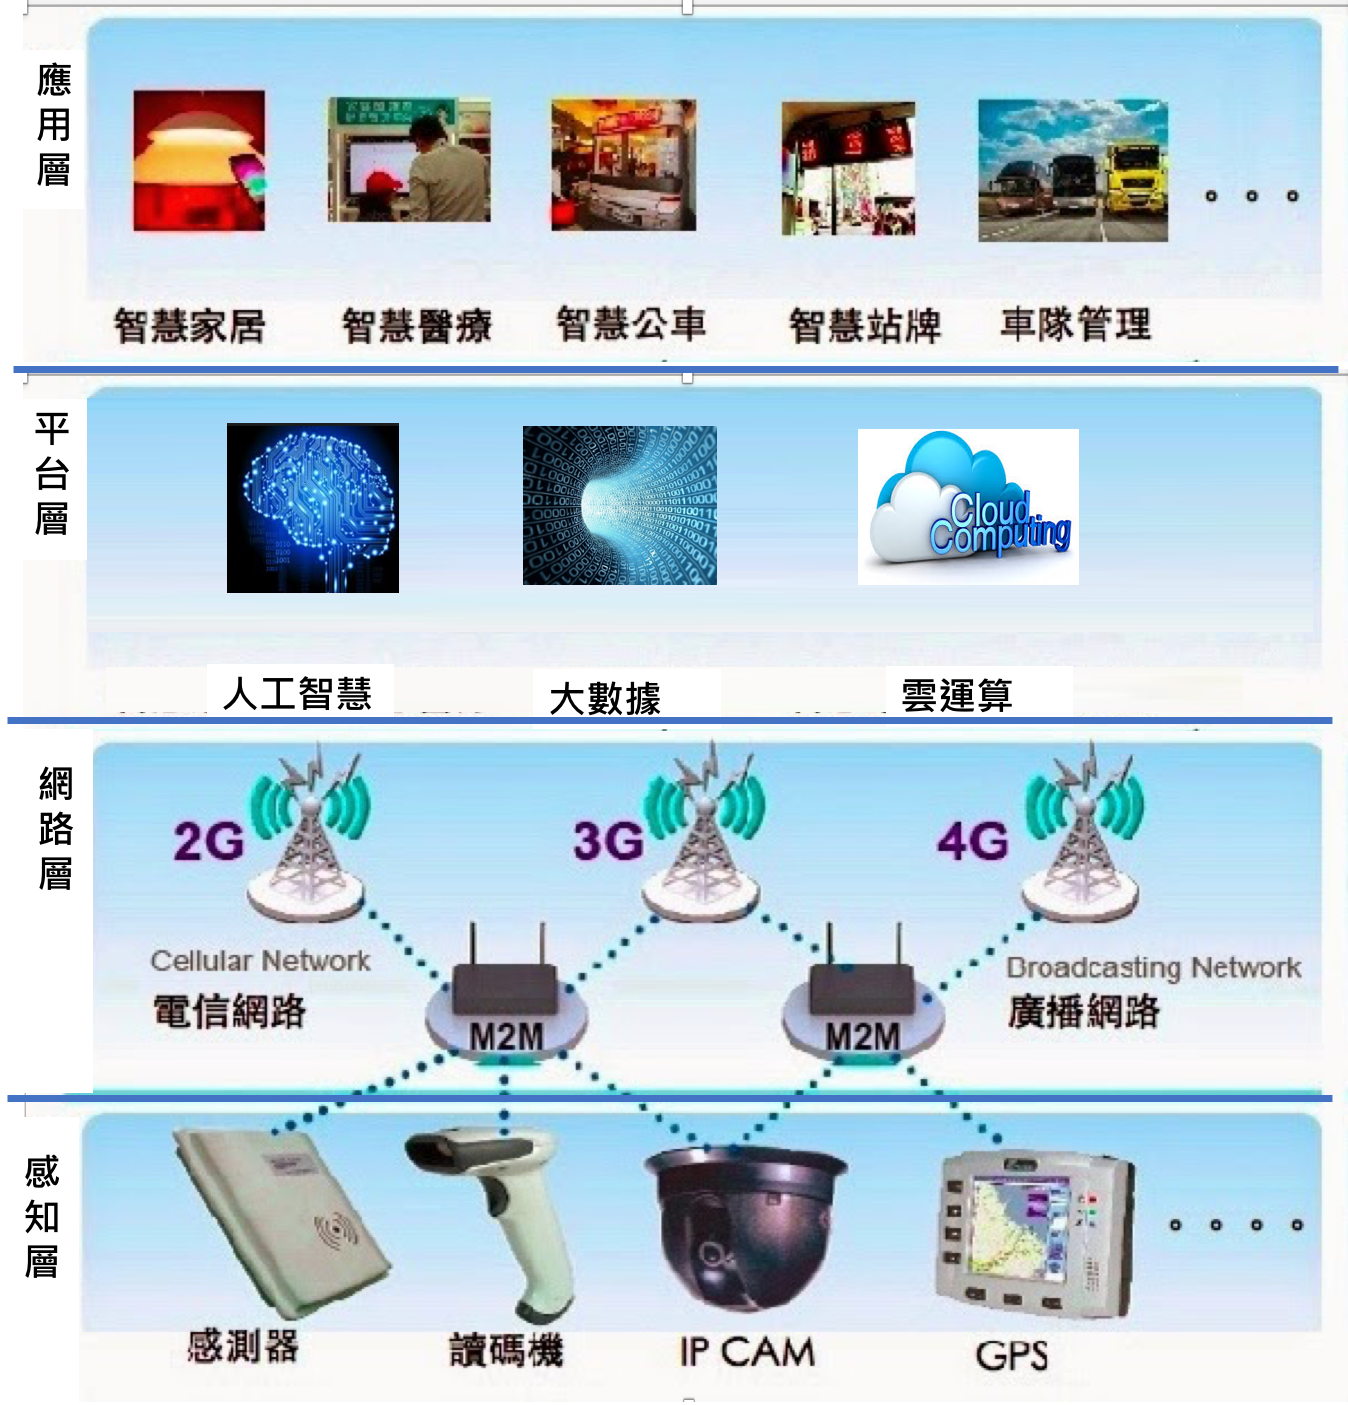 應用層
智慧家居
智慧醫療
智慧公車
智慧站牌
車隊管理
平台層
Cloud
Computing
人工智慧
大數據
雲運算
網路層
2G
3G
4G
Cellular Network
電信網路
Broadcasting Network
廣播網路
M2M
M2M
感知層
感測器
讀碼機
IP CAM
GPS